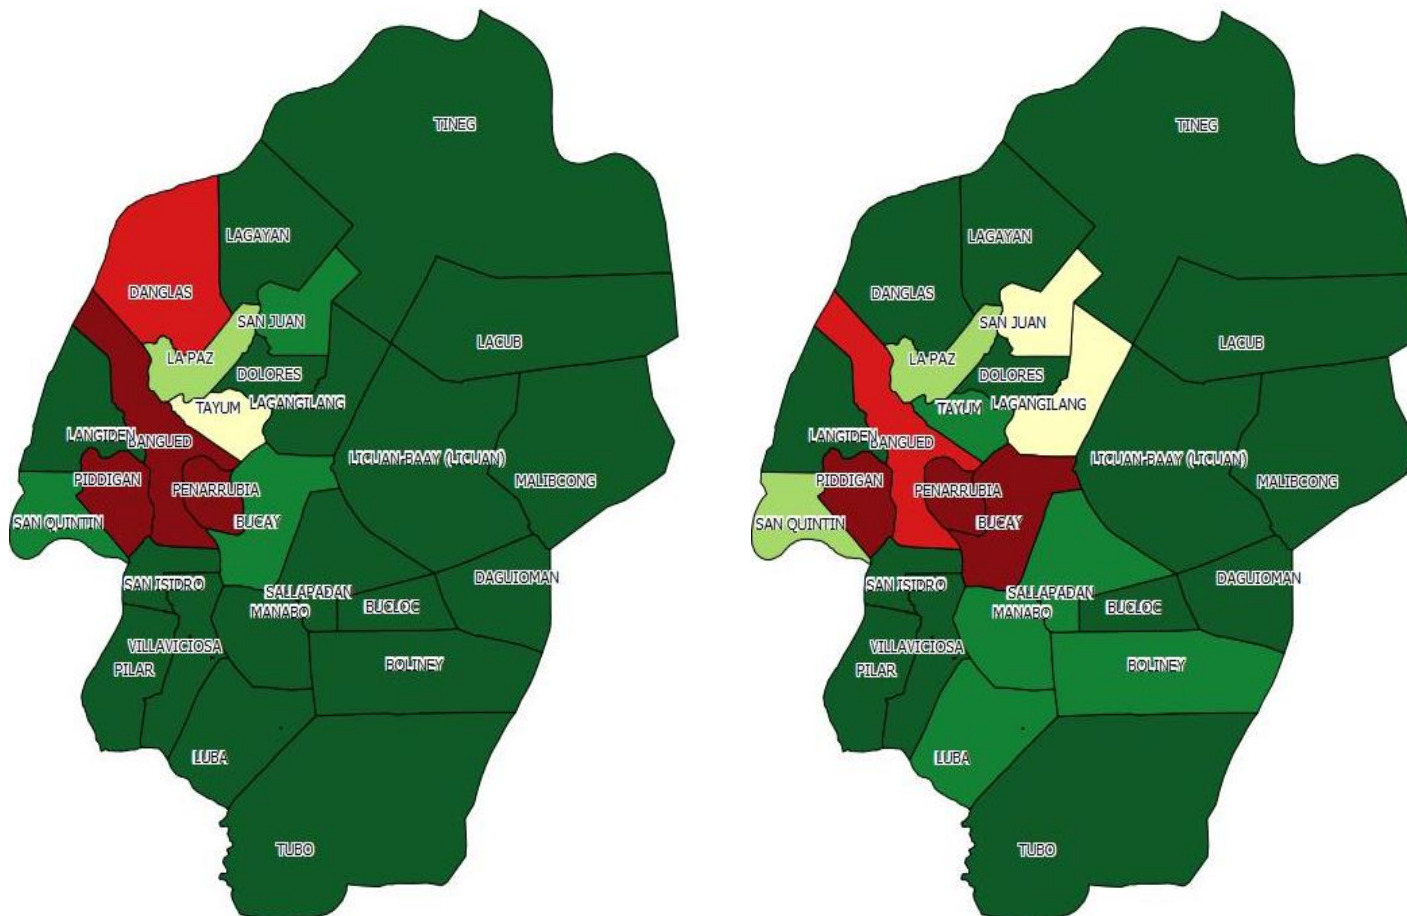 TINEG
LAGAYAN
DANGLAS
SAN JUAN
LACUB
LA PAZ
DOLORES
TAYUM
LAGANGILANG
LANGIDEN
BANGUED
LICUAN-BAAY (LICUAN)
PIDDIGAN
PENARRUBIA
MALIBCONG
SAN QUINTIN
BUCAY
SAN ISIDRO
DAGUIOMAN
SALLAPADAN
MANABO
BUCLOC
VILLAVICIOSA
PILAR
BOLINEY
LUBA
TUBO
TINEG
LAGAYAN
DANGLAS
SAN JUAN
LACUB
LA PAZ
DOLORES
TAYUM
LAGANGILANG
LANGIDEN
BANGUED
LICUAN-BAAY (LICUAN)
PIDDIGAN
PENARRUBIA
MALIBCONG
SAN QUINTIN
BUCAY
SAN ISIDRO
DAGUIOMAN
SALLAPADAN
MANABO
BUCLOC
VILLAVICIOSA
PILAR
BOLINEY
LUBA
TUBO